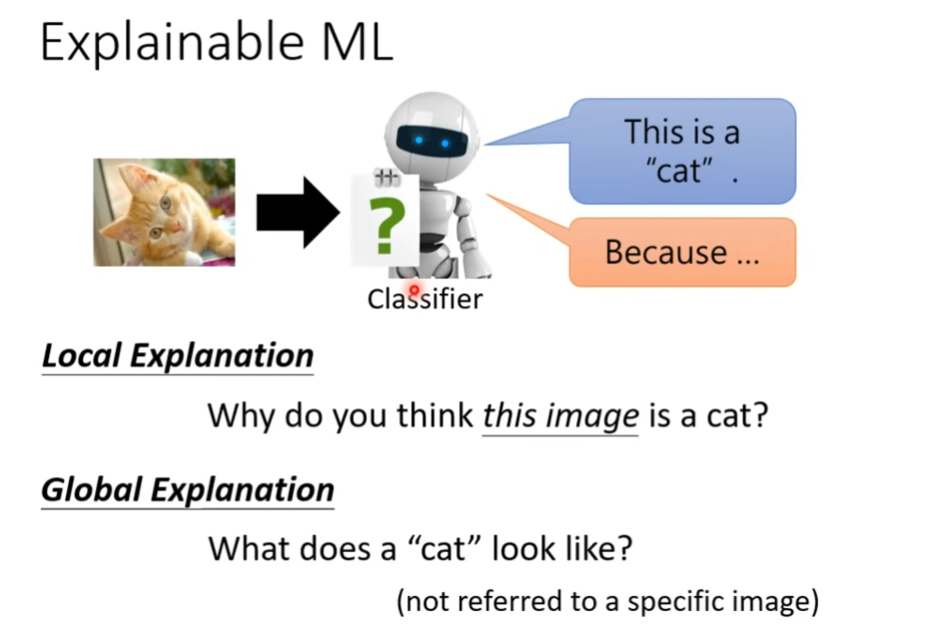 Explainable ML
This is a
“cat” .
?
Because ...
Classifier
Local Explanation
Why do you think this image is a cat?
Global Explanation
What does a “cat” look like?
(not referred to a specific image)